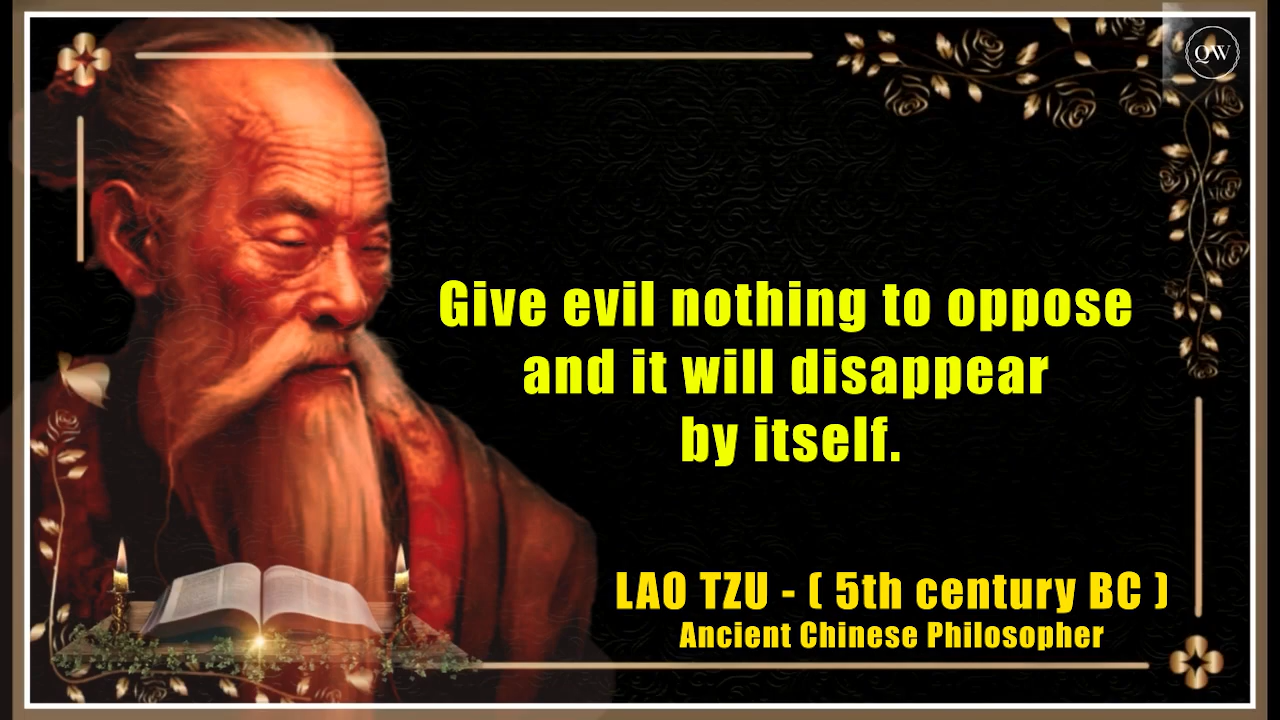 QW
Give evil nothing to oppose
and it will disappear
by itself.
LAO TZU - ( 5th century BC )
Ancient Chinese Philosopher